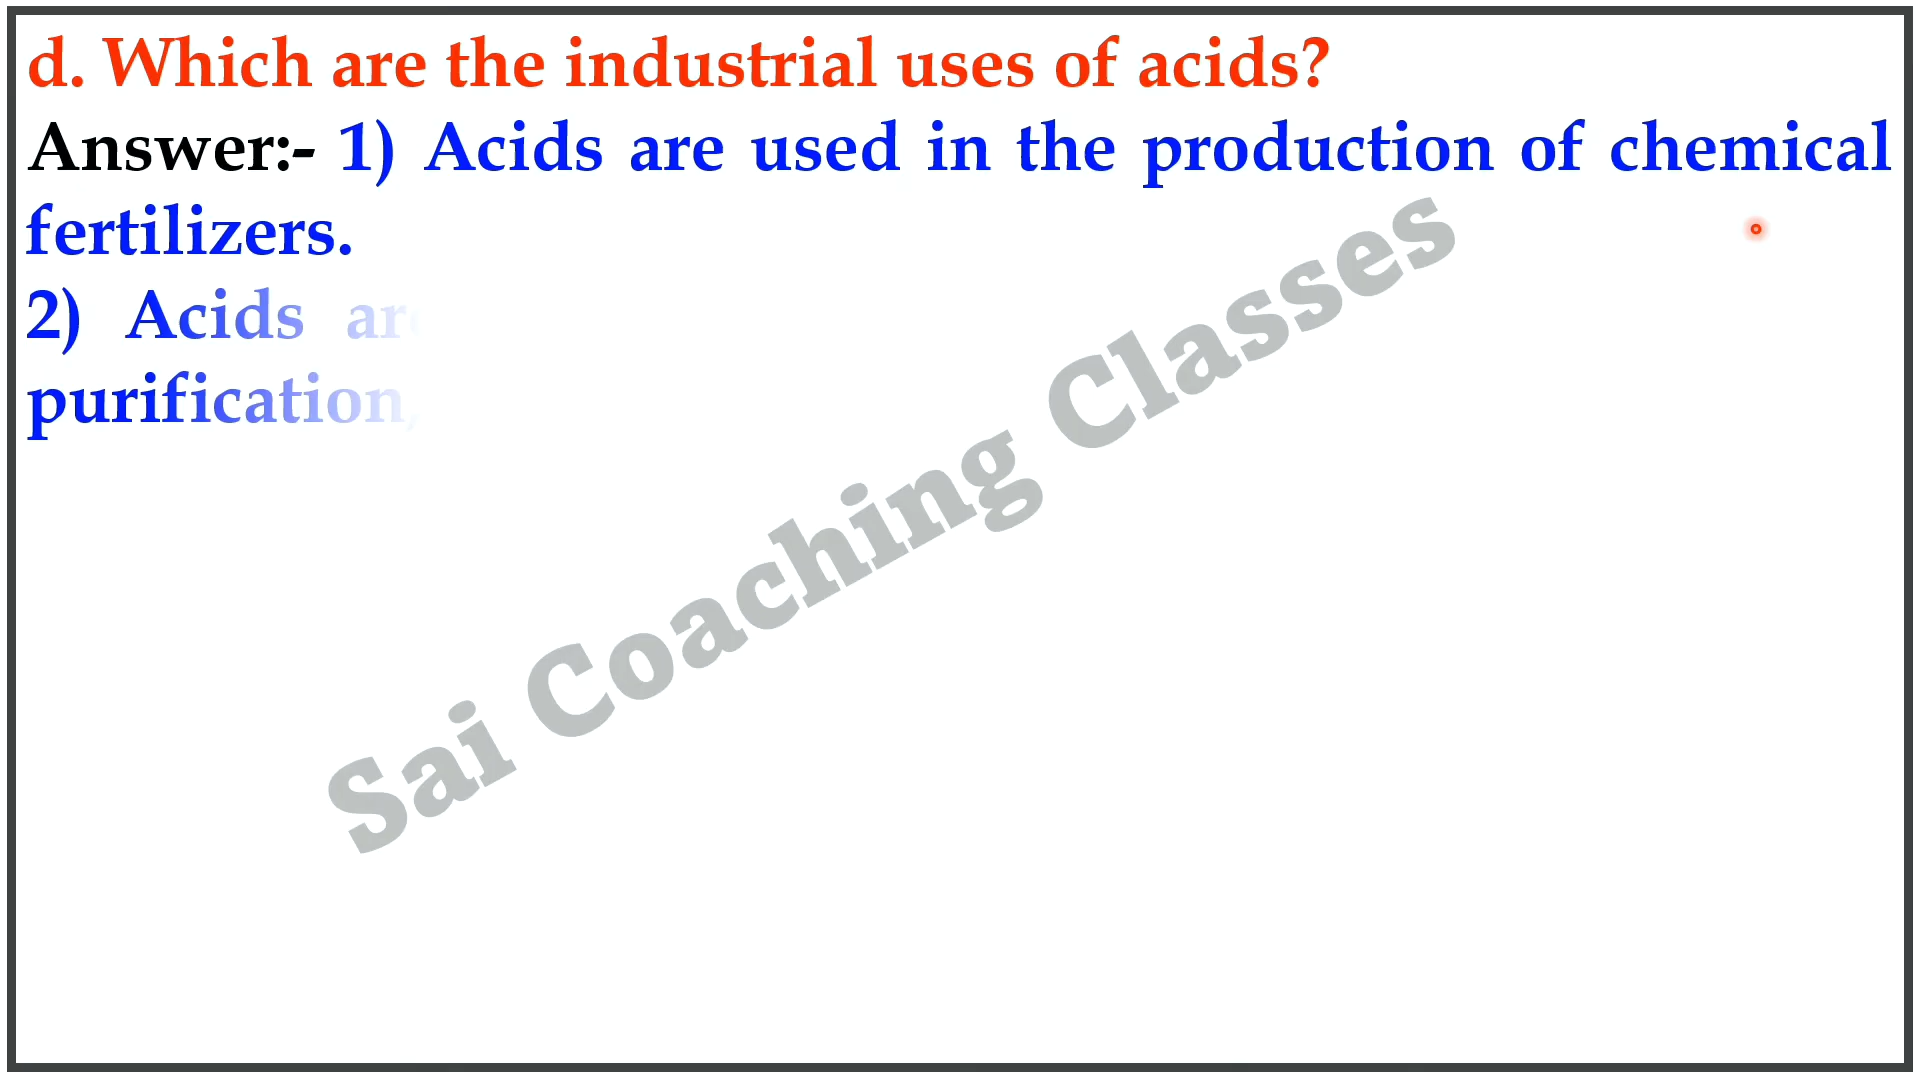 d. Which are the industrial uses of acids?
Answer:- 1) Acids are used in the production of chemical
fertilizers.
2) Acids are
purification,
Sai Coaching Classes